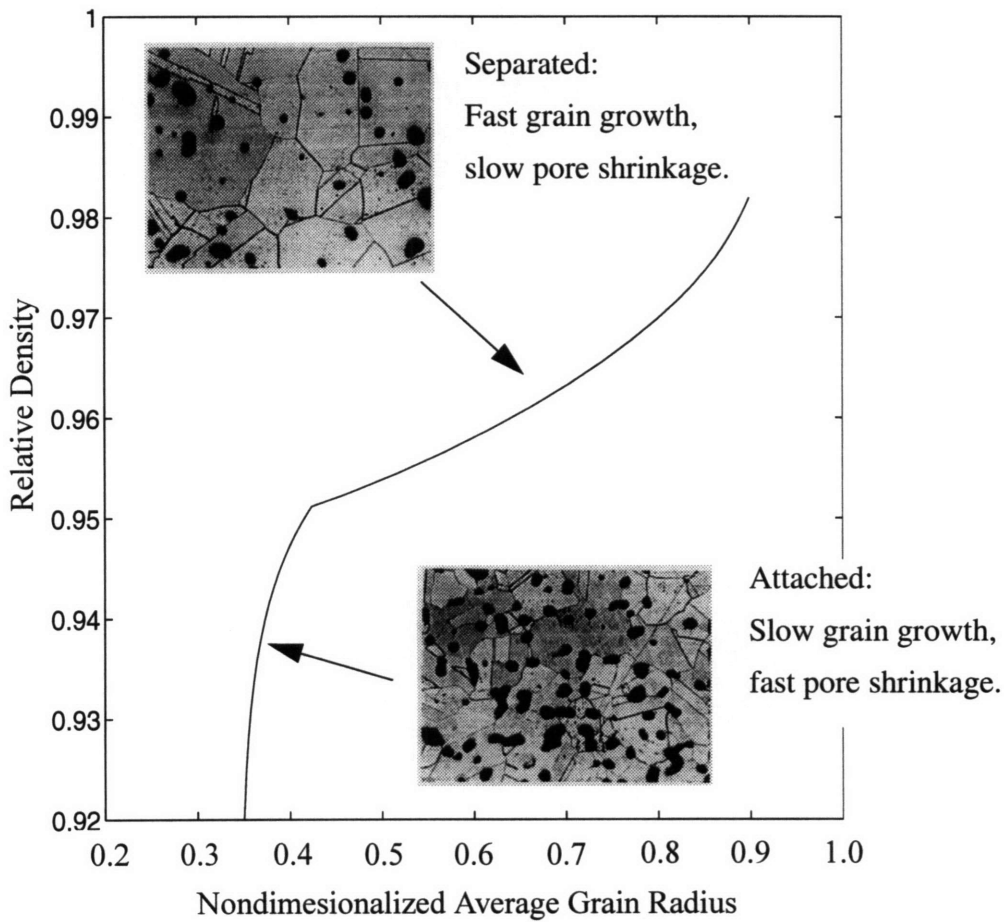 1
0.99
0.98
0.97
0.96
0.95
0.94
0.93
0.92
Relative Density
Separated:
Fast grain growth,
slow pore shrinkage.
Attached:
Slow grain growth,
fast pore shrinkage.
0.2 0.3 0.4 0.5 0.6 0.7 0.8 0.9 1.0
Nondimesionalized Average Grain Radius